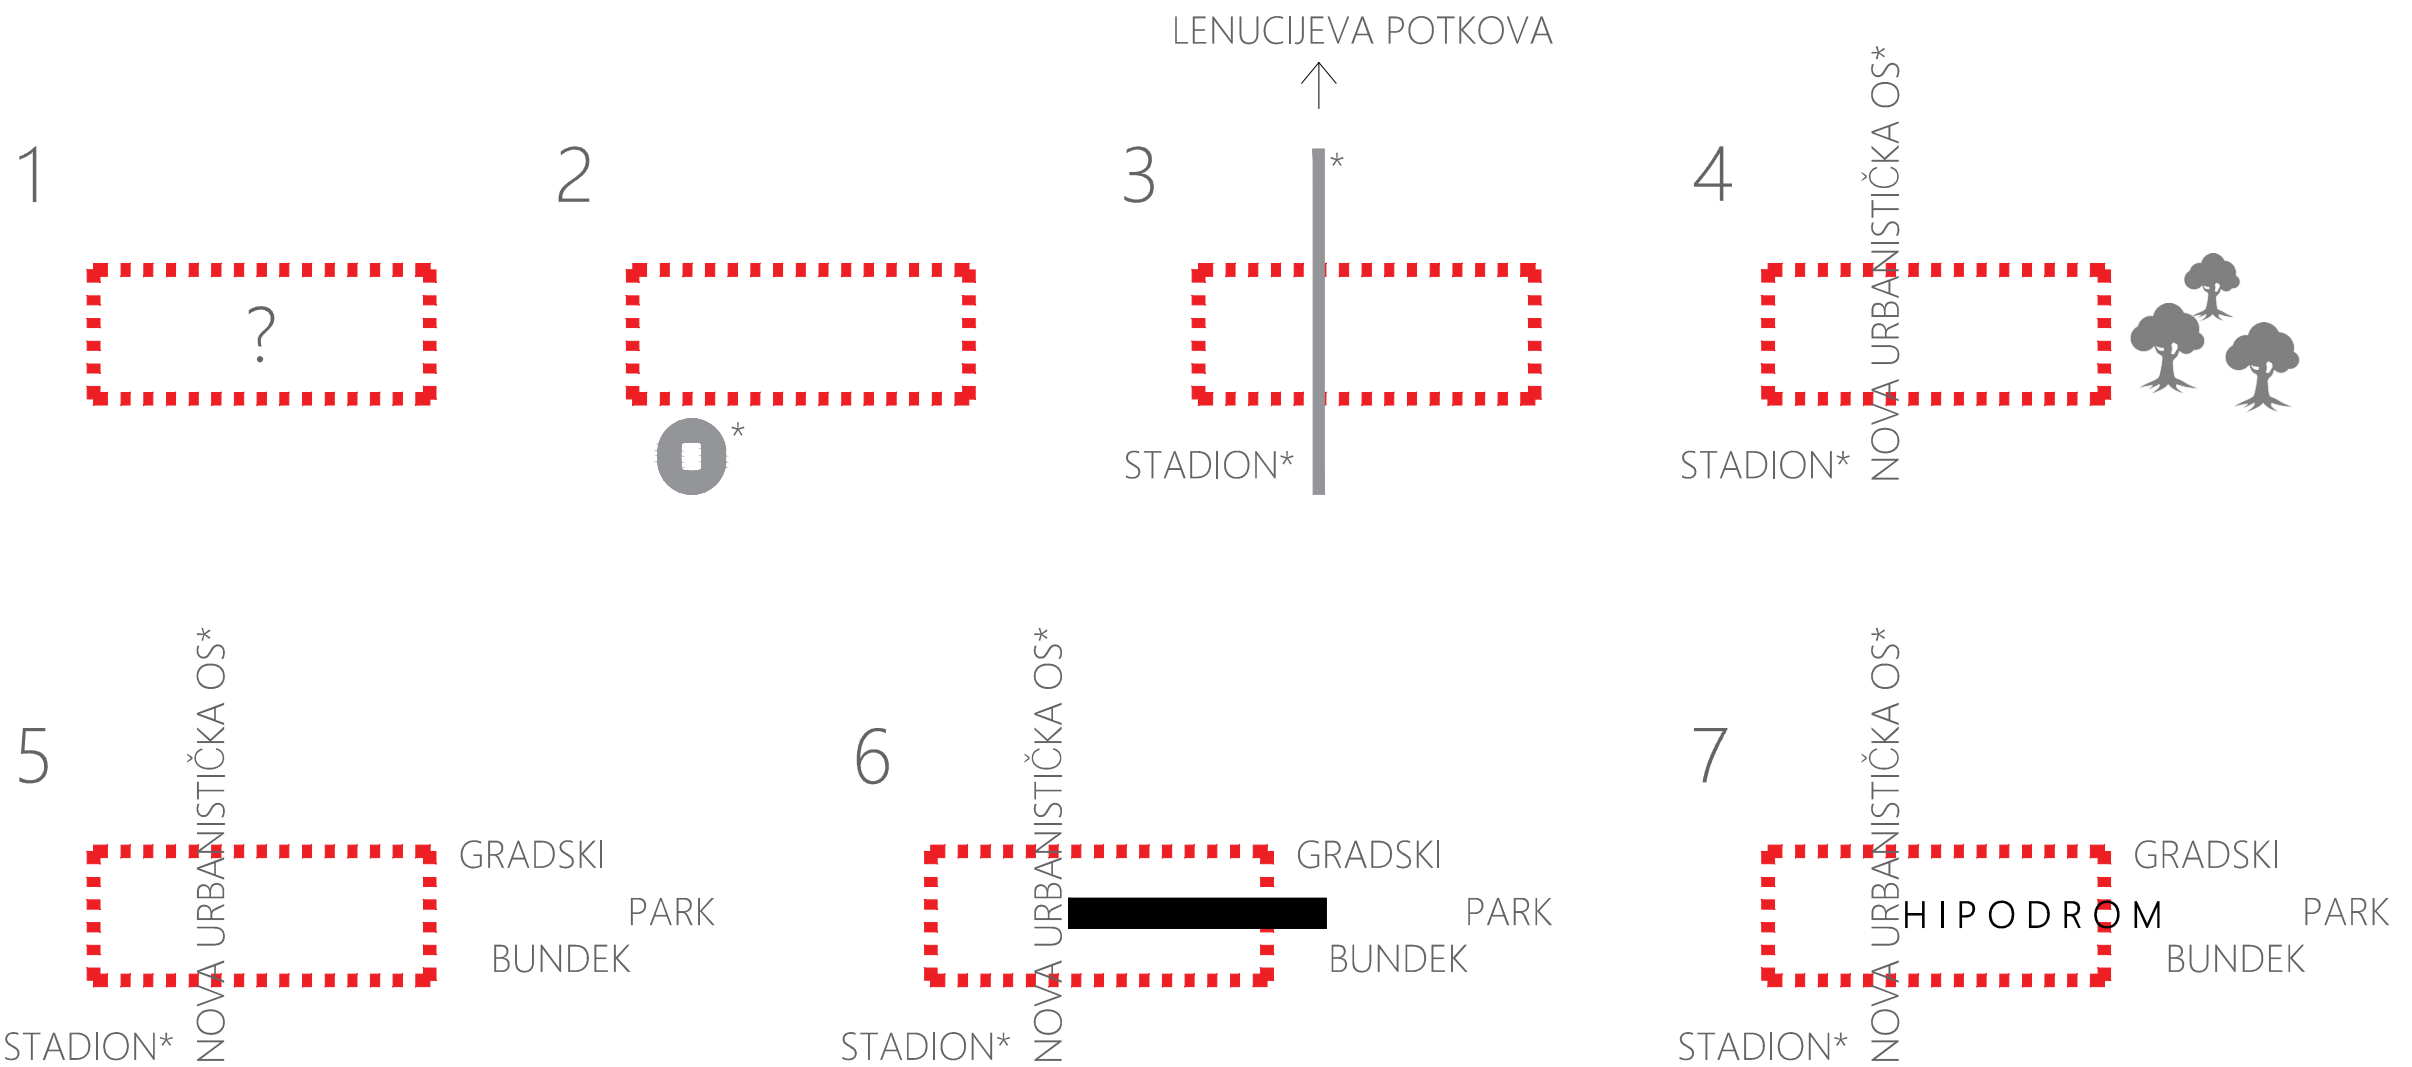 LENUCIJEVA POTKOVA
1
?
2
*
3
*
STADION*
4
NOVA URBANISTIČKA OS*
STADION*
5
NOVA URBANISTIČKA OS*
GRADSKI
PARK
BUNDEK
STADION*
6
NOVA URBANISTIČKA OS*
GRADSKI
PARK
BUNDEK
STADION*
7
NOVA URBANISTIČKA OS*
GRADSKI
HIPODROM
PARK
BUNDEK
STADION*